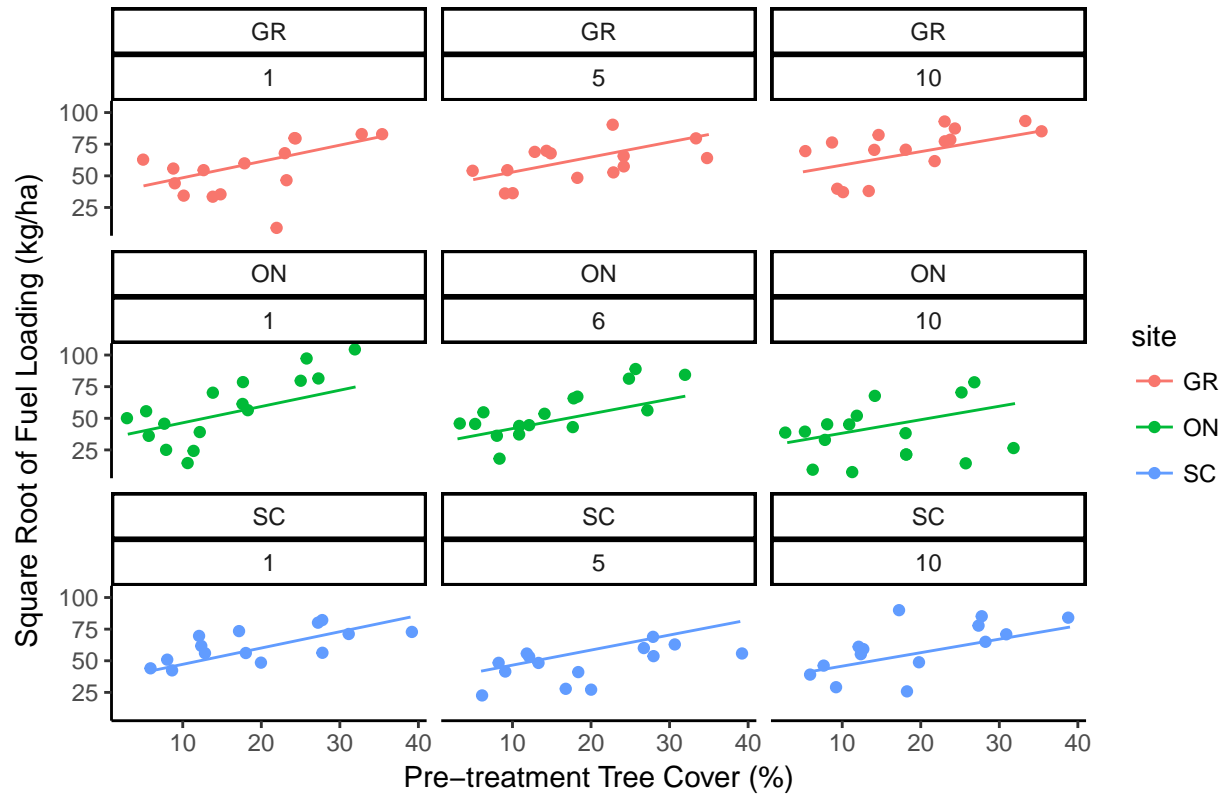 GR GR GR
1 5 10
100
75
50
25
ON ON ON
1 6 10
100
75
50
25
SC SC SC
1 5 10
100
75
50
25
10 20 30 40 10 20 30 40 10 20 30 40
Pre−treatment Tree Cover (%)
Square Root of Fuel Loading (kg/ha)
site
GR
ON
SC